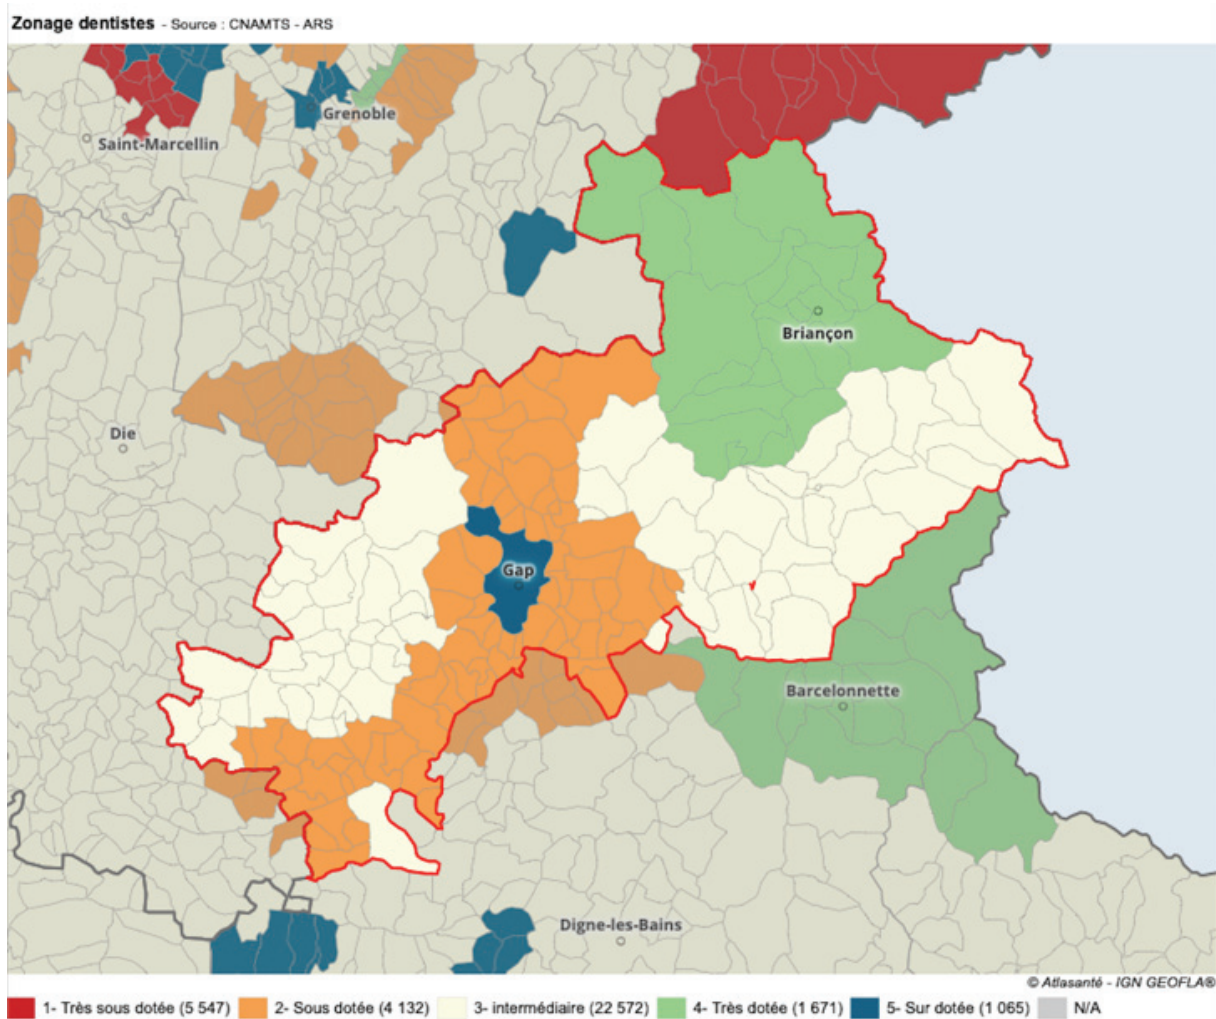 Zonage dentistes - Source : CNAMTS - ARS
Grenoble
Saint-Marcellin
Briançon
Die
Gap
Barcelonnette
Digne-les-Bains
© Atlasanté - IGN GEOFLA®
1- Très sous dotée (5 547) 2- Sous dotée (4 132) 3- intermédiaire (22 572) 4- Très dotée (1 671) 5- Sur dotée (1 065) N/A